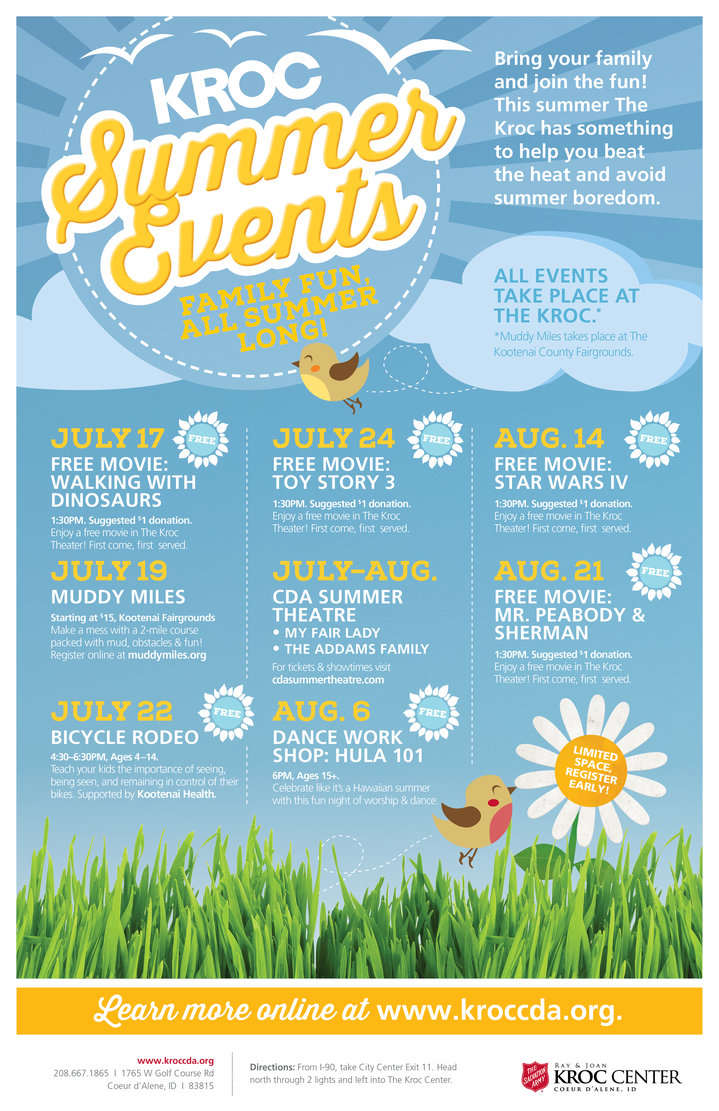 KROC
Summer
Events
FAMILY FUN,
ALL SUMMER
LONG!
Bring your family
and join the fun!
This summer The
Kroc has something
to help you beat
the heat and avoid
summer boredom.
ALL EVENTS
TAKE PLACE AT
THE KROC.*
*Muddy Miles takes place at The
Kootenai County Fairgrounds.
JULY 17
FREE
FREE MOVIE:
WALKING WITH
DINOSAURS
1:30PM. Suggested $1 donation.
Enjoy a free movie in The Kroc
Theater! First come, first served.
JULY 19
MUDDY MILES
Starting at $15, Kootenai Fairgrounds
Make a mess with a 2-mile course
packed with mud, obstacles & fun!
Register online at muddymiles.org
JULY 22
FREE
BICYCLE RODEO
4:30–6:30PM, Ages 4–14.
Teach your kids the importance of seeing,
being seen, and remaining in control of their
bikes. Supported by Kootenai Health.
JULY 24
FREE
FREE MOVIE:
TOY STORY 3
1:30PM. Suggested $1 donation.
Enjoy a free movie in The Kroc
Theater! First come, first served.
JULY–AUG.
CDA SUMMER
THEATRE
• MY FAIR LADY
• THE ADDAMS FAMILY
For tickets & showtimes visit
cdasummertheatre.com
AUG. 6
FREE
DANCE WORK
SHOP: HULA 101
6PM, Ages 15+.
Celebrate like it's a Hawaiian summer
with this fun night of worship & dance.
AUG. 14
FREE
FREE MOVIE:
STAR WARS IV
1:30PM. Suggested $1 donation.
Enjoy a free movie in The Kroc
Theater! First come, first served.
AUG. 21
FREE
FREE MOVIE:
MR. PEABODY &
SHERMAN
1:30PM. Suggested $1 donation.
Enjoy a free movie in The Kroc
Theater! First come, first served.
LIMITED
SPACE,
REGISTER
EARLY!
Learn more online at www.kroccda.org.
www.kroccda.org
208.667.1865 | 1765 W Golf Course Rd
Coeur d'Alene, ID | 83815
Directions: From I-90, take City Center Exit 11. Head
north through 2 lights and left into The Kroc Center.
THE
SALVATION
ARMY
RAY & JOAN
KROC CENTER
COEUR D'ALENE, ID